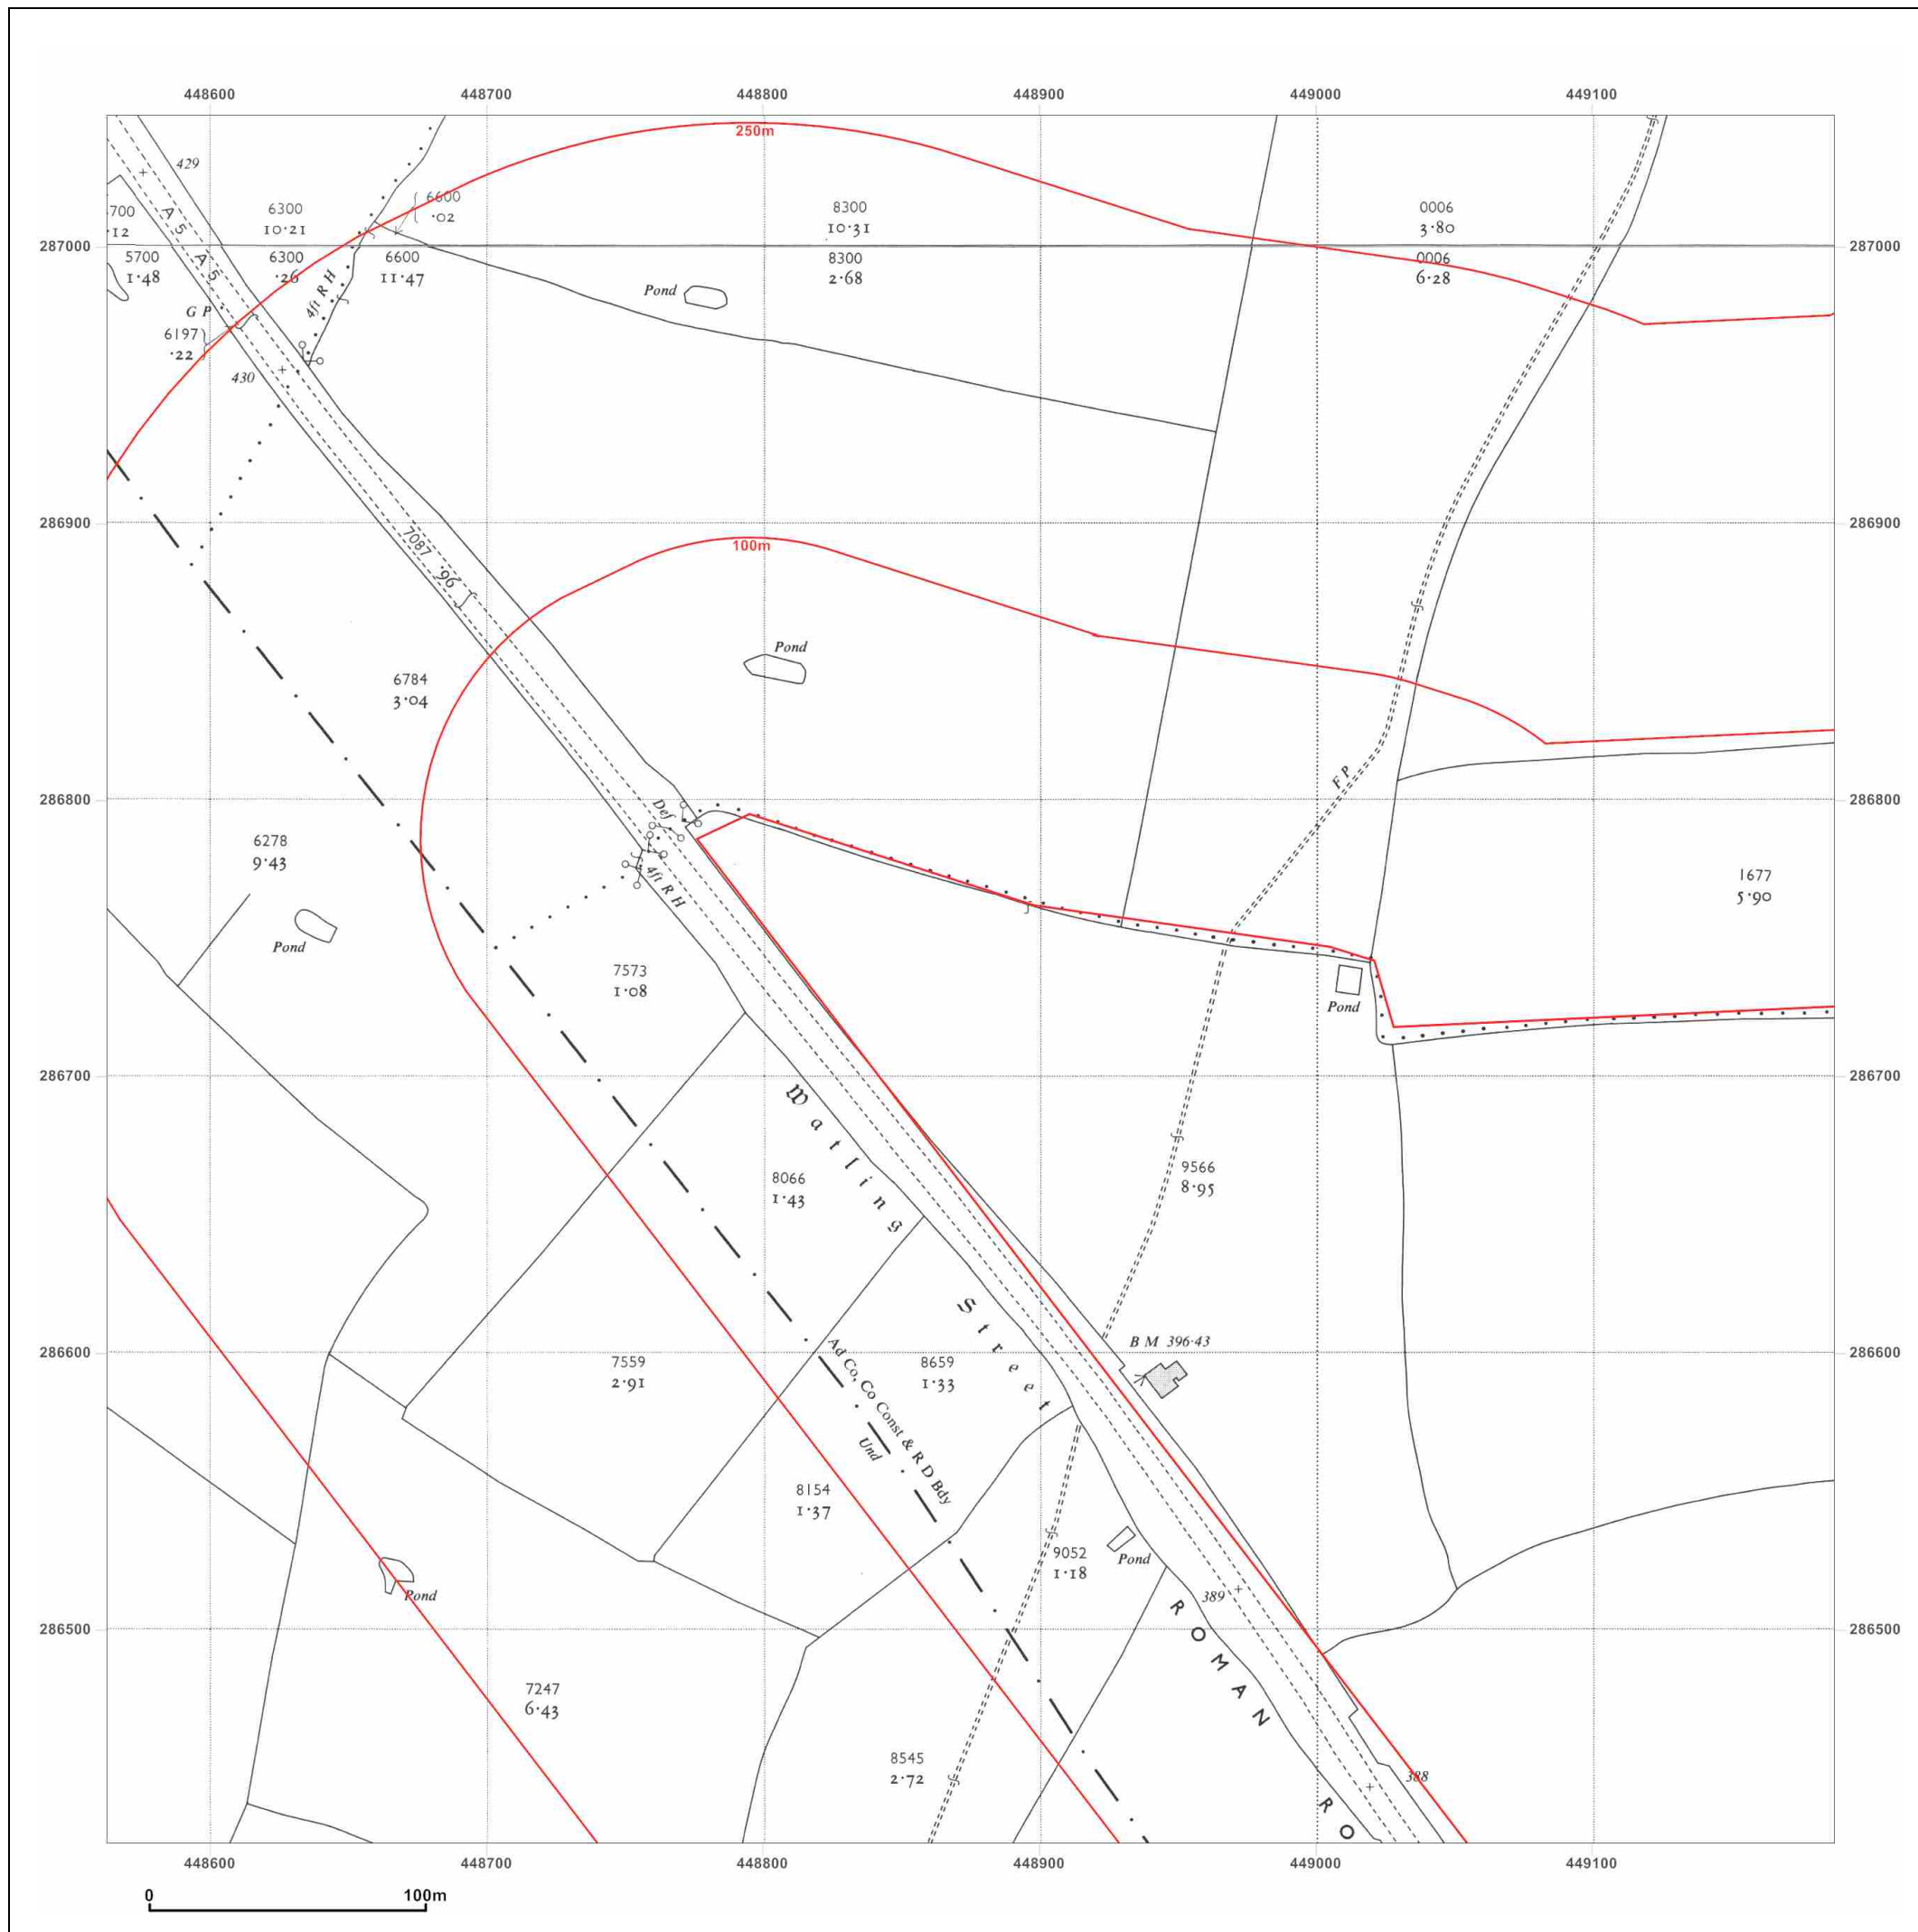 448600 448700 448800 448900 449000 449100
250m
429
A 5
6600
·02
700
·12
6300
10·21
8300
10·31
0006
3·80
287000 287000
5700
1·48
A 5
6300
·26
6600
11·47
8300
2·68
0006
6·28
4ft R H
Pond
G P
6197
·22
430
286900 286900
7087 ·96
100m
Pond
6784
3·04
F P
286800 286800
Def
6278
9·43
4ft R H
1677
5·90
Pond
7573
1·08
Pond
286700 286700
Watling Street
8066
1·43
9566
8·95
B M 396·43
286600 286600
Ad Co, Co Const & R D Bdy
Und
7559
2·91
8659
1·33
8154
1·37
9052
1·18
Pond
Pond
389
286500 286500
ROMAN RO
7247
6·43
8545
2·72
388
448600 448700 448800 448900 449000 449100
0 100m